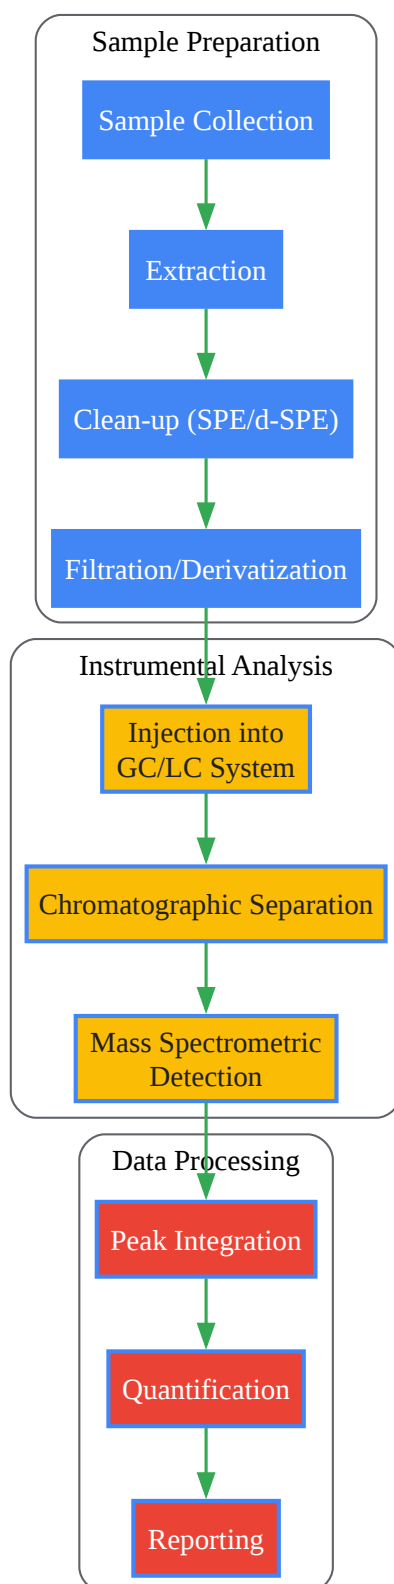 Sample Preparation
Sample Collection
Extraction
Clean-up (SPE/d-SPE)
Filtration/Derivatization
Instrumental Analysis
Injection into
GC/LC System
Chromatographic Separation
Mass Spectrometric
Detection
Data Processing
Peak Integration
Quantification
Reporting